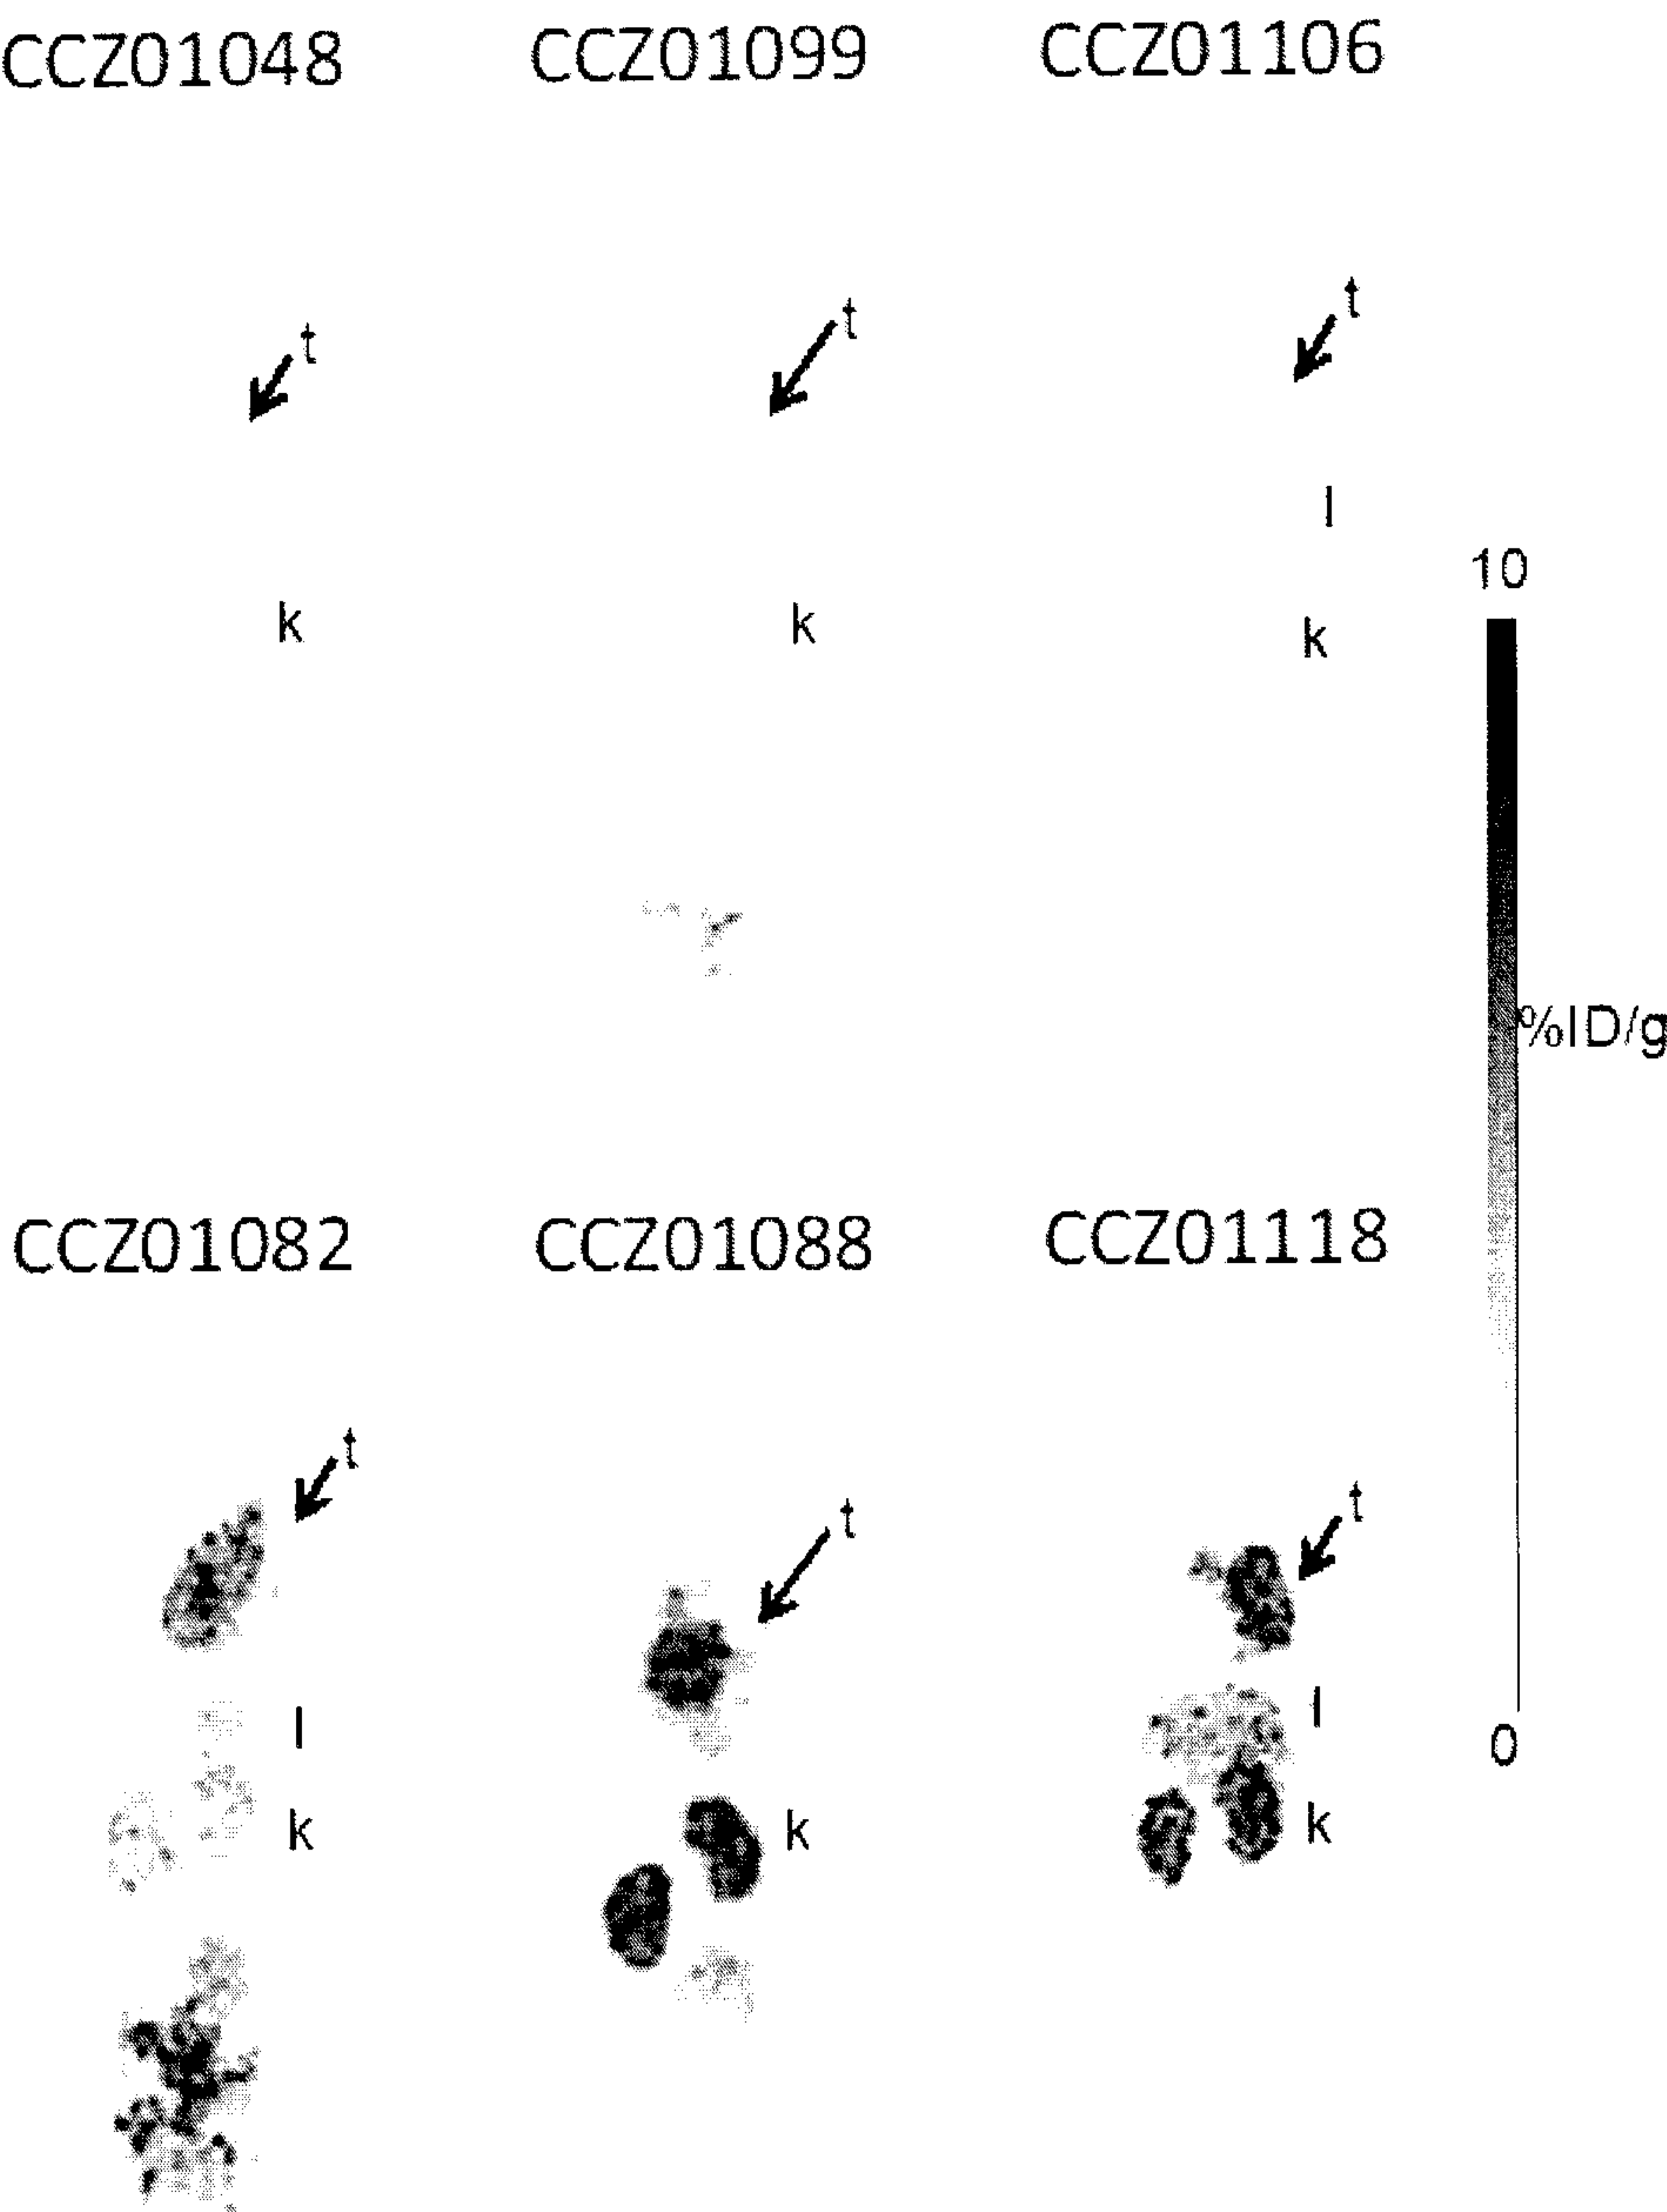 CCZ01048 CCZ01099 CCZ01106
t t t
l
10
k k k
%ID/g
CCZ01082 CCZ01088 CCZ01118
t t t
l l
0
k k k